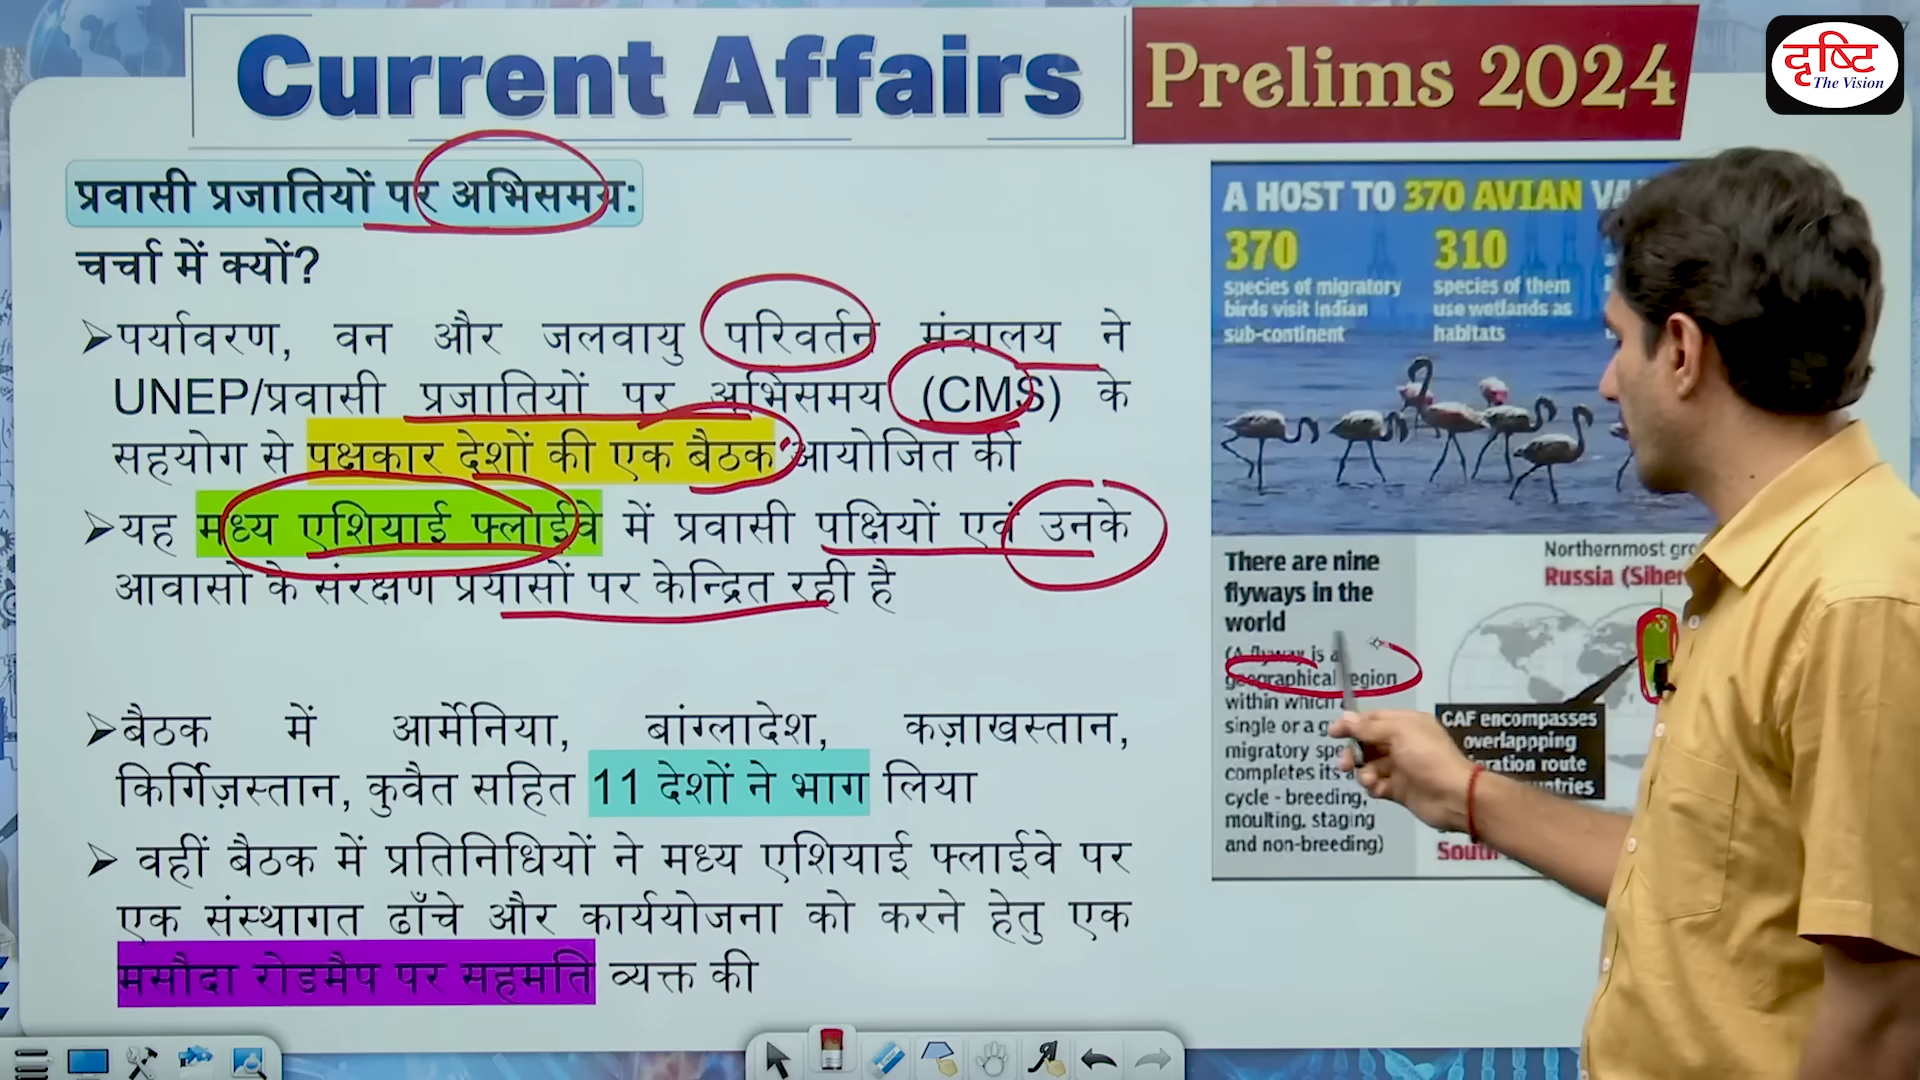 Current Affairs
Prelims 2024
दृष्टि
The Vision
प्रवासी प्रजातियों पर अभिसमय:
चर्चा में क्यों?
➢पर्यावरण, वन और जलवायु परिवर्तन मंत्रालय ने
UNEP/प्रवासी प्रजातियों पर अभिसमय (CMS) के
सहयोग से पक्षकार देशों की एक बैठक आयोजित की
➢यह मध्य एशियाई फ्लाईवे में प्रवासी पक्षियों एवं उनके
आवासों के संरक्षण प्रयासों पर केन्द्रित रही है
➢बैठक में आर्मेनिया, बांग्लादेश, कज़ाखस्तान,
किर्गिज़स्तान, कुवैत सहित 11 देशों ने भाग लिया
➢ वहीं बैठक में प्रतिनिधियों ने मध्य एशियाई फ्लाईवे पर
एक संस्थागत ढाँचे और कार्ययोजना को करने हेतु एक
मसौदा रोडमैप पर सहमति व्यक्त की
A HOST TO 370 AVIAN
370
species of migratory
birds visit Indian
sub-continent
310
species of them
use wetlands as
habitats
There are nine
flyways in the
world
(A flyway is a
geographical region
within which
single or a
migratory
completes its
cycle - breeding,
moulting, staging
and non-breeding)
Northernmost
Russia
CAF encompasses
overlappping
route
South